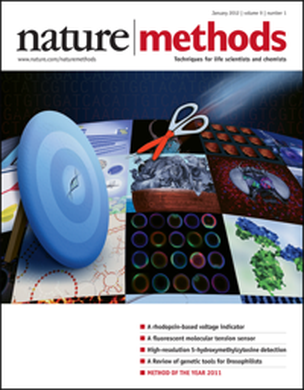 January 2012 | volume 9 | number 1
nature methods
www.nature.com/naturemethods
Techniques for life scientists and chemists
A rhodopsin-based voltage indicator
A fluorescent molecular tension sensor
High-resolution 5-hydroxymethylcytosine detection
A Review of genetic tools for Drosophilists
METHOD OF THE YEAR 2011